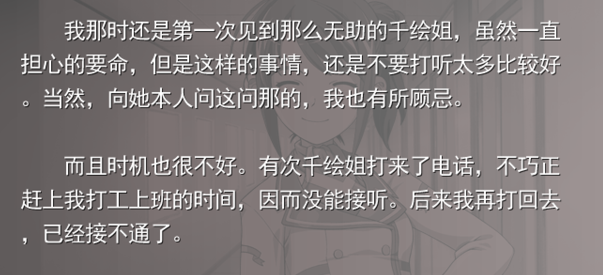 我那时还是第一次见到那么无助的千绘姐，虽然一直
担心的要命，但是这样的事情，还是不要打听太多比较好
。当然，向她本人问这问那的，我也有所顾忌。
而且时机也很不好。有次千绘姐打来了电话，不巧正
赶上我打工上班的时间，因而没能接听。后来我再打回去
，已经接不通了。